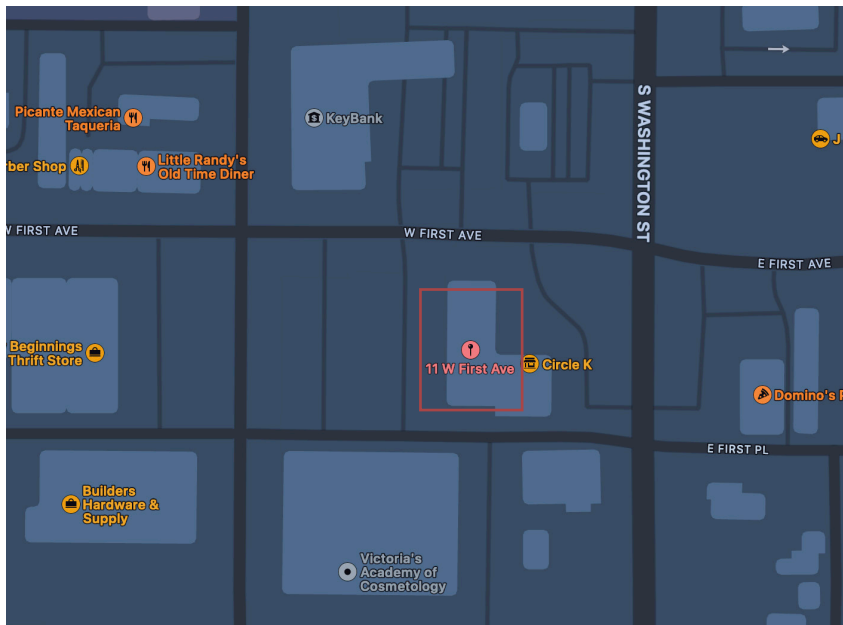 Picante Mexican
Taqueria
KeyBank
J
rber Shop
Little Randy's
Old Time Diner
S WASHINGTON ST
W FIRST AVE
W FIRST AVE
E FIRST AVE
Beginnings
Thrift Store
11 W First Ave
Circle K
Domino's P
E FIRST PL
Builders
Hardware &
Supply
Victoria's
Academy of
Cosmetology